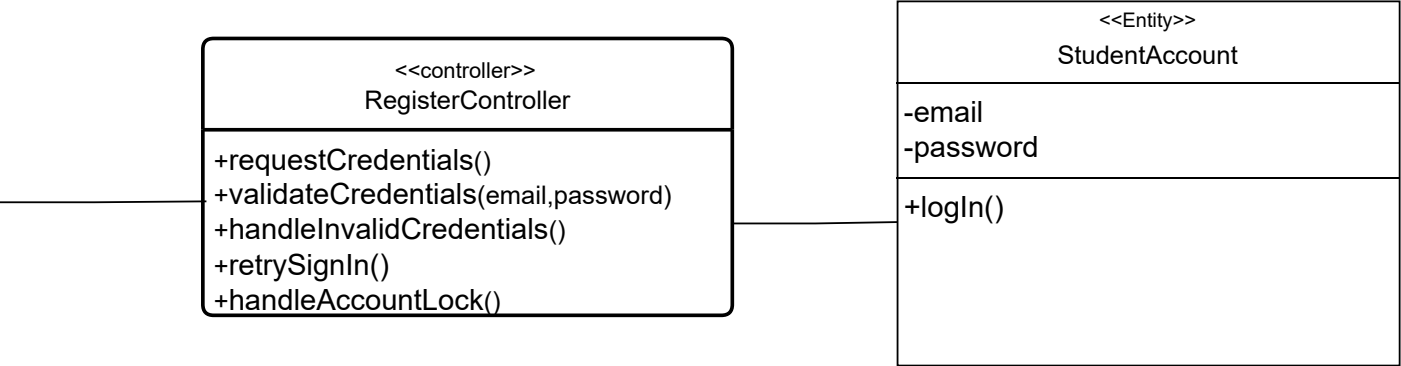 <<controller>>
RegisterController
+requestCredentials()
+validateCredentials(email,password)
+handleInvalidCredentials()
+retrySignIn()
+handleAccountLock()
<<Entity>>
StudentAccount
-email
-password
+logIn()